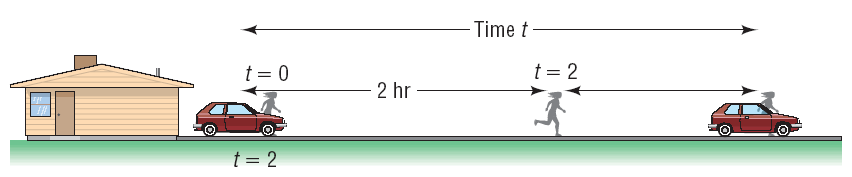 Time t
t = 0
t = 2
2 hr
t = 2